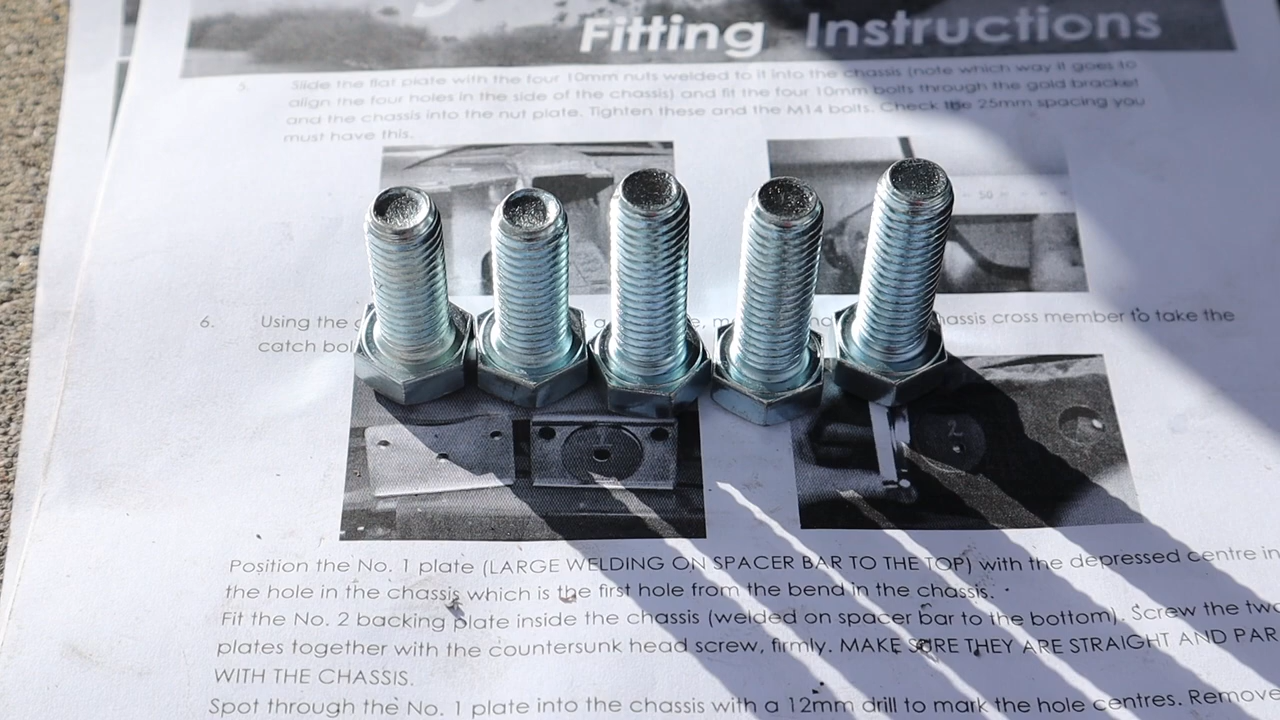 Fitting Instructions
5. Slide the flat plate with the four 10mm nuts welded to it into the chassis (note which way it goes to
align the four holes in the side of the chassis) and fit the four 10mm bolts through the gold bracket
and the chassis into the nut plate. Tighten these and the M14 bolts. Check the 25mm spacing you
must have this.
50
6. Using the chassis cross member to take the
catch
2
Position the No. 1 plate (LARGE WELDING ON SPACER BAR TO THE TOP) with the depressed centre in
the hole in the chassis which is the first hole from the bend in the chassis.
Fit the No. 2 backing plate inside the chassis (welded on spacer bar to the bottom). Screw the two
plates together with the countersunk head screw, firmly. MAKE SURE THEY ARE STRAIGHT AND PAR
WITH THE CHASSIS.
Spot through the No. 1 plate into the chassis with a 12mm drill to mark the hole centres. Remove